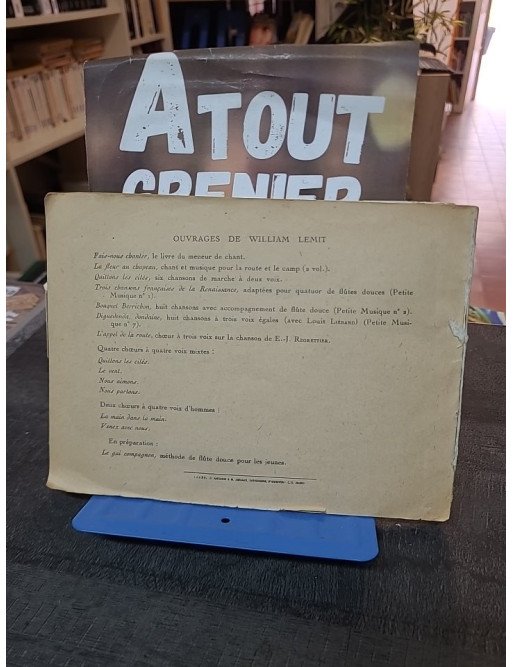 ATOUT
GRENIER
OUVRAGES DE WILLIAM LEMIT
Fais-nous chanter, le livre du meneur de chant.
La fleur au chapeau, chant et musique pour la route et le camp (2 vol.).
Quittons les cités, six chansons de marche à deux voix.
Trois chansons françaises de la Renaissance, adaptées pour quatuor de flûtes douces (Petite
Musique n° 1).
Bouquet Berrichon, huit chansons avec accompagnement de flûte douce (Petite Musique n° 2).
Digueldondé, dondaine, huit chansons à trois voix égales (avec Louis Liébard) (Petite Musi-
que n° 7).
L'appel de la route, chœur à trois voix sur la chanson de E.-J.
Quatre chœurs à quatre voix mixtes :
Quittons les cités.
Le vent.
Nous aimons.
Nous partons.
Deux chœurs à quatre voix d'hommes :
La main dans la main.
Venez avec nous.
En préparation :
Le gai compagnon, méthode de flûte douce pour les jeunes.